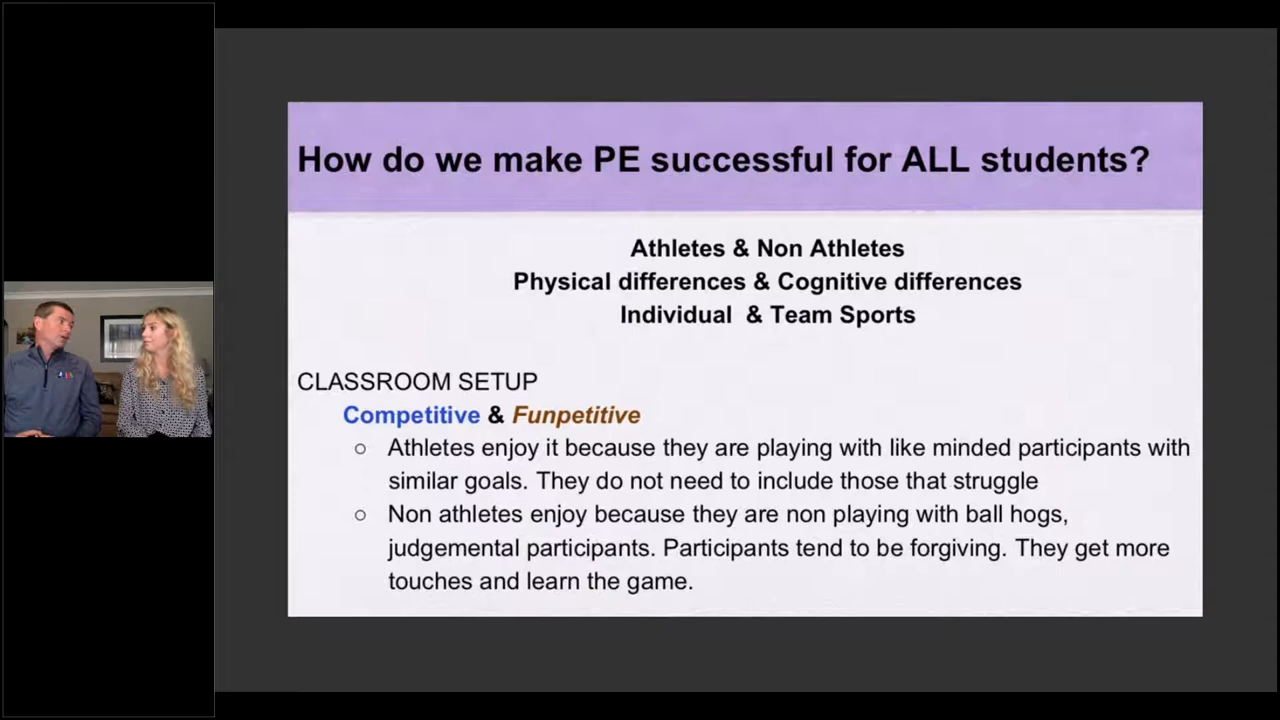 How do we make PE successful for ALL students?
Athletes & Non Athletes
Physical differences & Cognitive differences
Individual & Team Sports
CLASSROOM SETUP
Competitive & Funpetitive
○ Athletes enjoy it because they are playing with like minded participants with
similar goals. They do not need to include those that struggle
○ Non athletes enjoy because they are non playing with ball hogs,
judgemental participants. Participants tend to be forgiving. They get more
touches and learn the game.